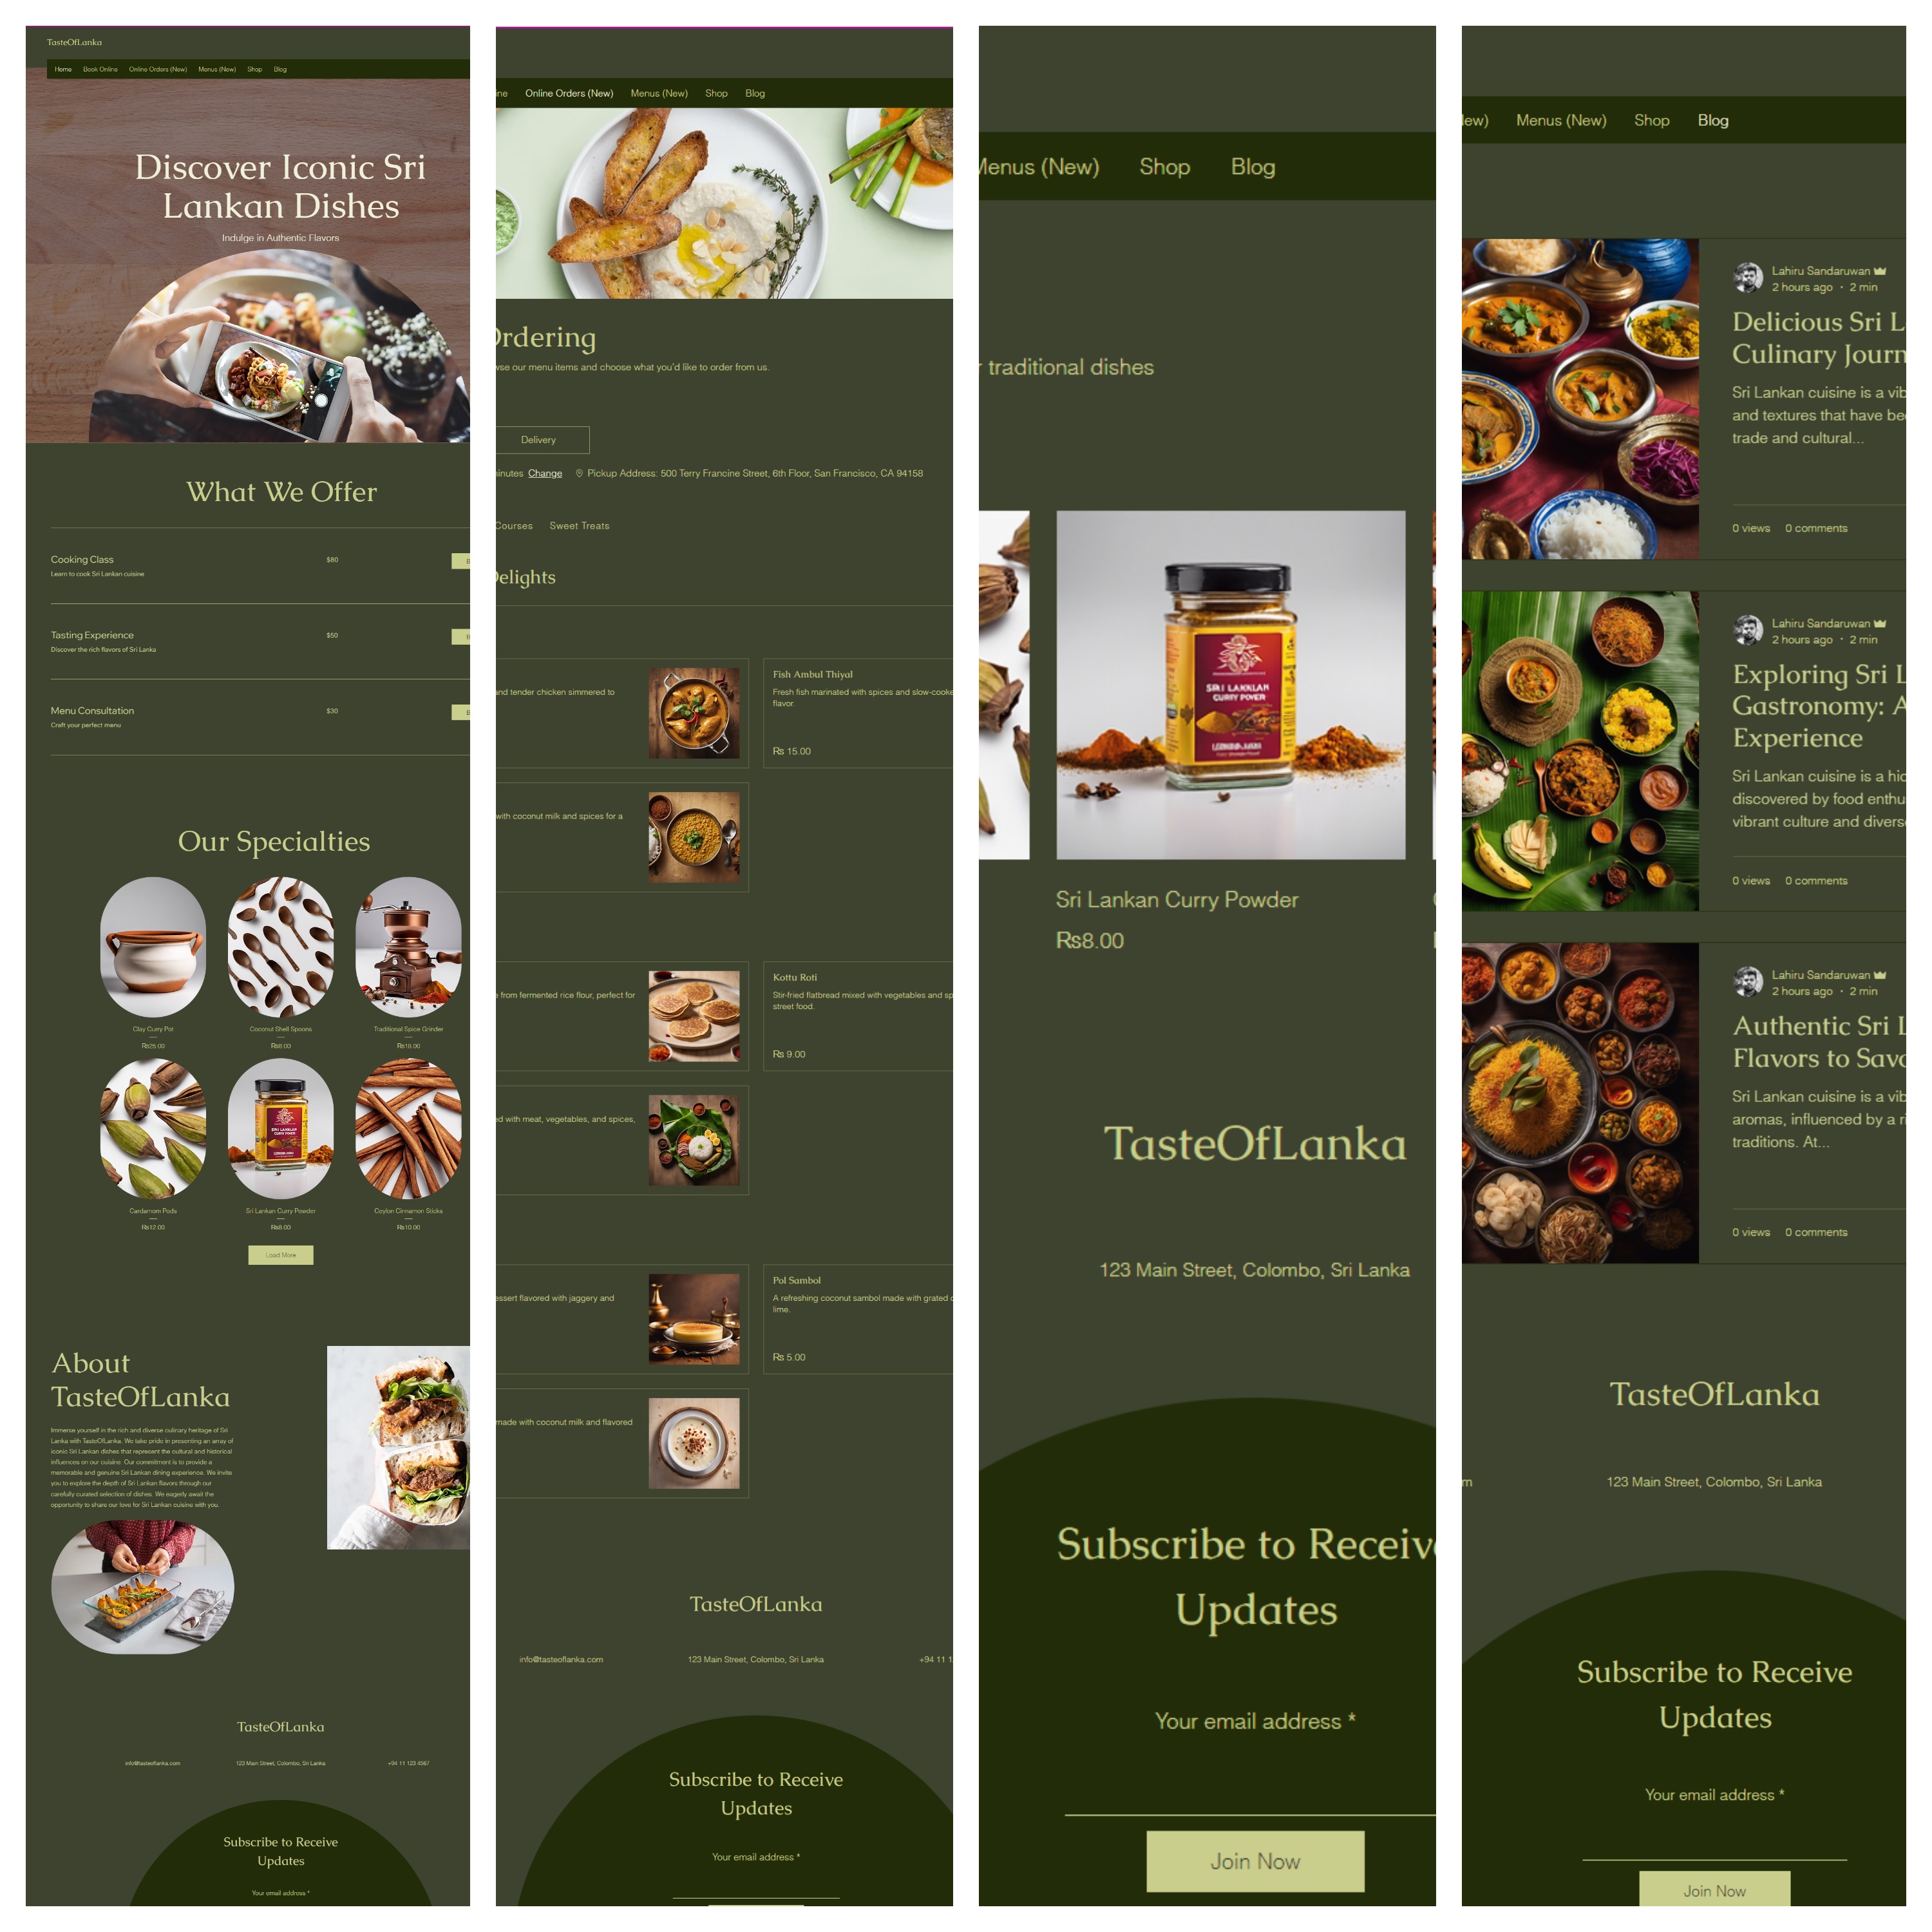 TasteOfLanka
Home Book Online Online Orders (New) Menus (New) Shop Blog
Discover Iconic Sri
Lankan Dishes
Indulge in Authentic Flavors
What We Offer
Cooking Class $80
Learn to cook Sri Lankan cuisine
Tasting Experience $50
Discover the rich flavors of Sri Lanka
Menu Consultation $30
Craft your perfect menu
Our Specialties
Clay Curry Pot Coconut Shell Spoons Traditional Spice Grinder
₨25.00 ₨8.00 ₨18.00
Cardamom Pods Sri Lankan Curry Powder Ceylon Cinnamon Sticks
₨12.00 ₨8.00 ₨10.00
Load More
About
TasteOfLanka
Immerse yourself in the rich and diverse culinary heritage of Sri
Lanka with TasteOfLanka. We take pride in presenting an array of
iconic Sri Lankan dishes that represent the cultural and historical
influences on our cuisine. Our commitment is to provide a
memorable and genuine Sri Lankan dining experience. We invite
you to explore the depth of Sri Lankan flavors through our
carefully curated selection of dishes. We eagerly await the
opportunity to share our love for Sri Lankan cuisine with you.
TasteOfLanka
info@tasteoflanka.com 123 Main Street, Colombo, Sri Lanka +94 11 123 4567
Subscribe to Receive
Updates
Your email address *
ine Online Orders (New) Menus (New) Shop Blog
Ordering
wse our menu items and choose what you'd like to order from us.
Delivery
inutes Change Pickup Address: 500 Terry Francine Street, 6th Floor, San Francisco, CA 94158
Courses Sweet Treats
Delights
and tender chicken simmered to
Fish Ambul Thiyal
Fresh fish marinated with spices and slow-cooke
flavor.
₨ 15.00
with coconut milk and spices for a
e from fermented rice flour, perfect for
Kottu Roti
Stir-fried flatbread mixed with vegetables and sp
street food.
₨ 9.00
ed with meat, vegetables, and spices,
essert flavored with jaggery and
Pol Sambol
A refreshing coconut sambol made with grated c
lime.
₨ 5.00
made with coconut milk and flavored
TasteOfLanka
info@tasteoflanka.com 123 Main Street, Colombo, Sri Lanka +94 11 1
Subscribe to Receive
Updates
Your email address *
Menus (New) Shop Blog
r traditional dishes
SRI LANKLAN
CURRY POVER
Sri Lankan Curry Powder
₨8.00
TasteOfLanka
123 Main Street, Colombo, Sri Lanka
Subscribe to Receive
Updates
Your email address *
Join Now
lew) Menus (New) Shop Blog
Lahiru Sandaruwan
2 hours ago · 2 min
Delicious Sri L
Culinary Journ
Sri Lankan cuisine is a vib
and textures that have bee
trade and cultural...
0 views 0 comments
Lahiru Sandaruwan
2 hours ago · 2 min
Exploring Sri L
Gastronomy: A
Experience
Sri Lankan cuisine is a hid
discovered by food enthu
vibrant culture and divers
0 views 0 comments
Lahiru Sandaruwan
2 hours ago · 2 min
Authentic Sri L
Flavors to Savo
Sri Lankan cuisine is a vib
aromas, influenced by a ri
traditions. At...
0 views 0 comments
TasteOfLanka
m 123 Main Street, Colombo, Sri Lanka
Subscribe to Receive
Updates
Your email address *
Join Now